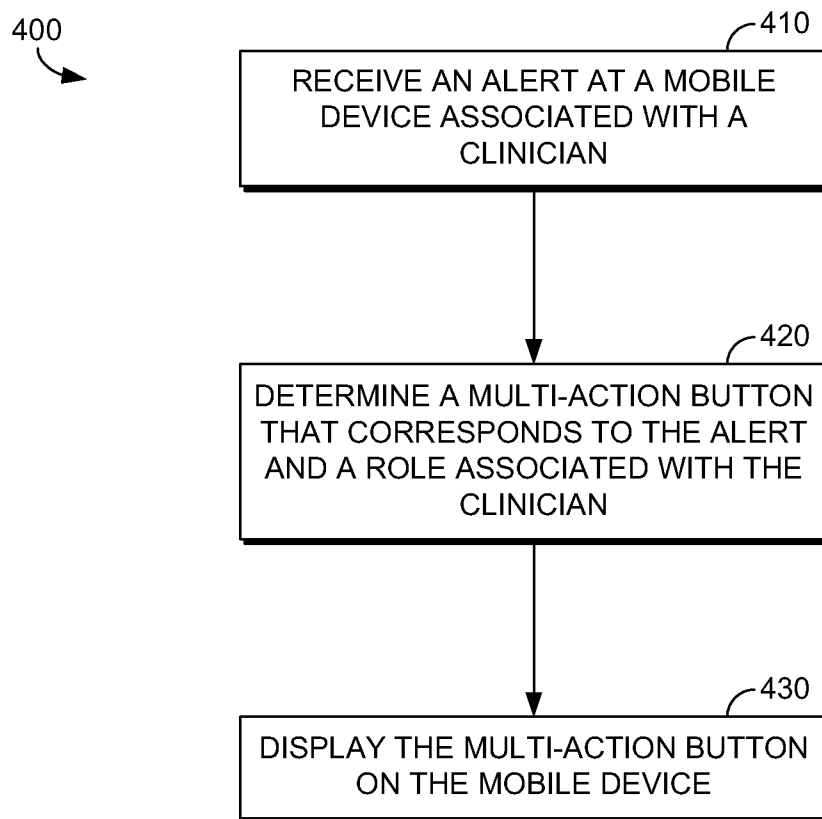 400
410
RECEIVE AN ALERT AT A MOBILE
DEVICE ASSOCIATED WITH A
CLINICIAN
420
DETERMINE A MULTI-ACTION BUTTON
THAT CORRESPONDS TO THE ALERT
AND A ROLE ASSOCIATED WITH THE
CLINICIAN
430
DISPLAY THE MULTI-ACTION BUTTON
ON THE MOBILE DEVICE